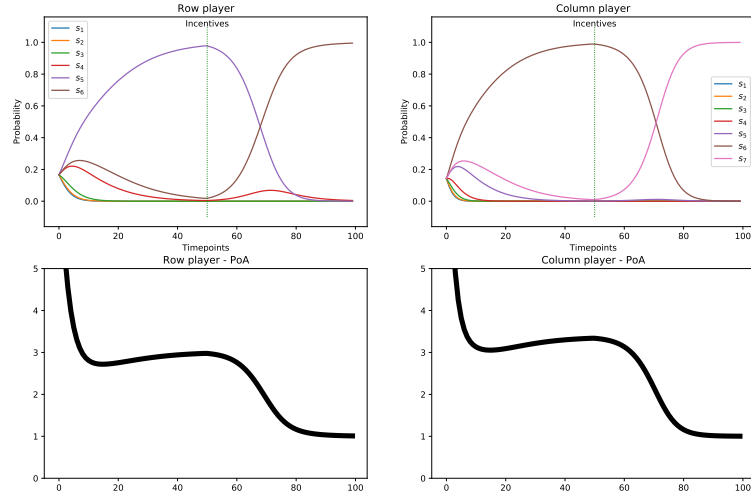 Row player
Incentives
s1
s2
s3
s4
s5
s6
Probability
1.0
0.8
0.6
0.4
0.2
0.0
0 20 40 60 80 100
Timepoints
Column player
Incentives
s1
s2
s3
s4
s5
s6
s7
Probability
1.0
0.8
0.6
0.4
0.2
0.0
0 20 40 60 80 100
Timepoints
Row player - PoA
5
4
3
2
1
0
0 20 40 60 80 100
Column player - PoA
5
4
3
2
1
0
0 20 40 60 80 100